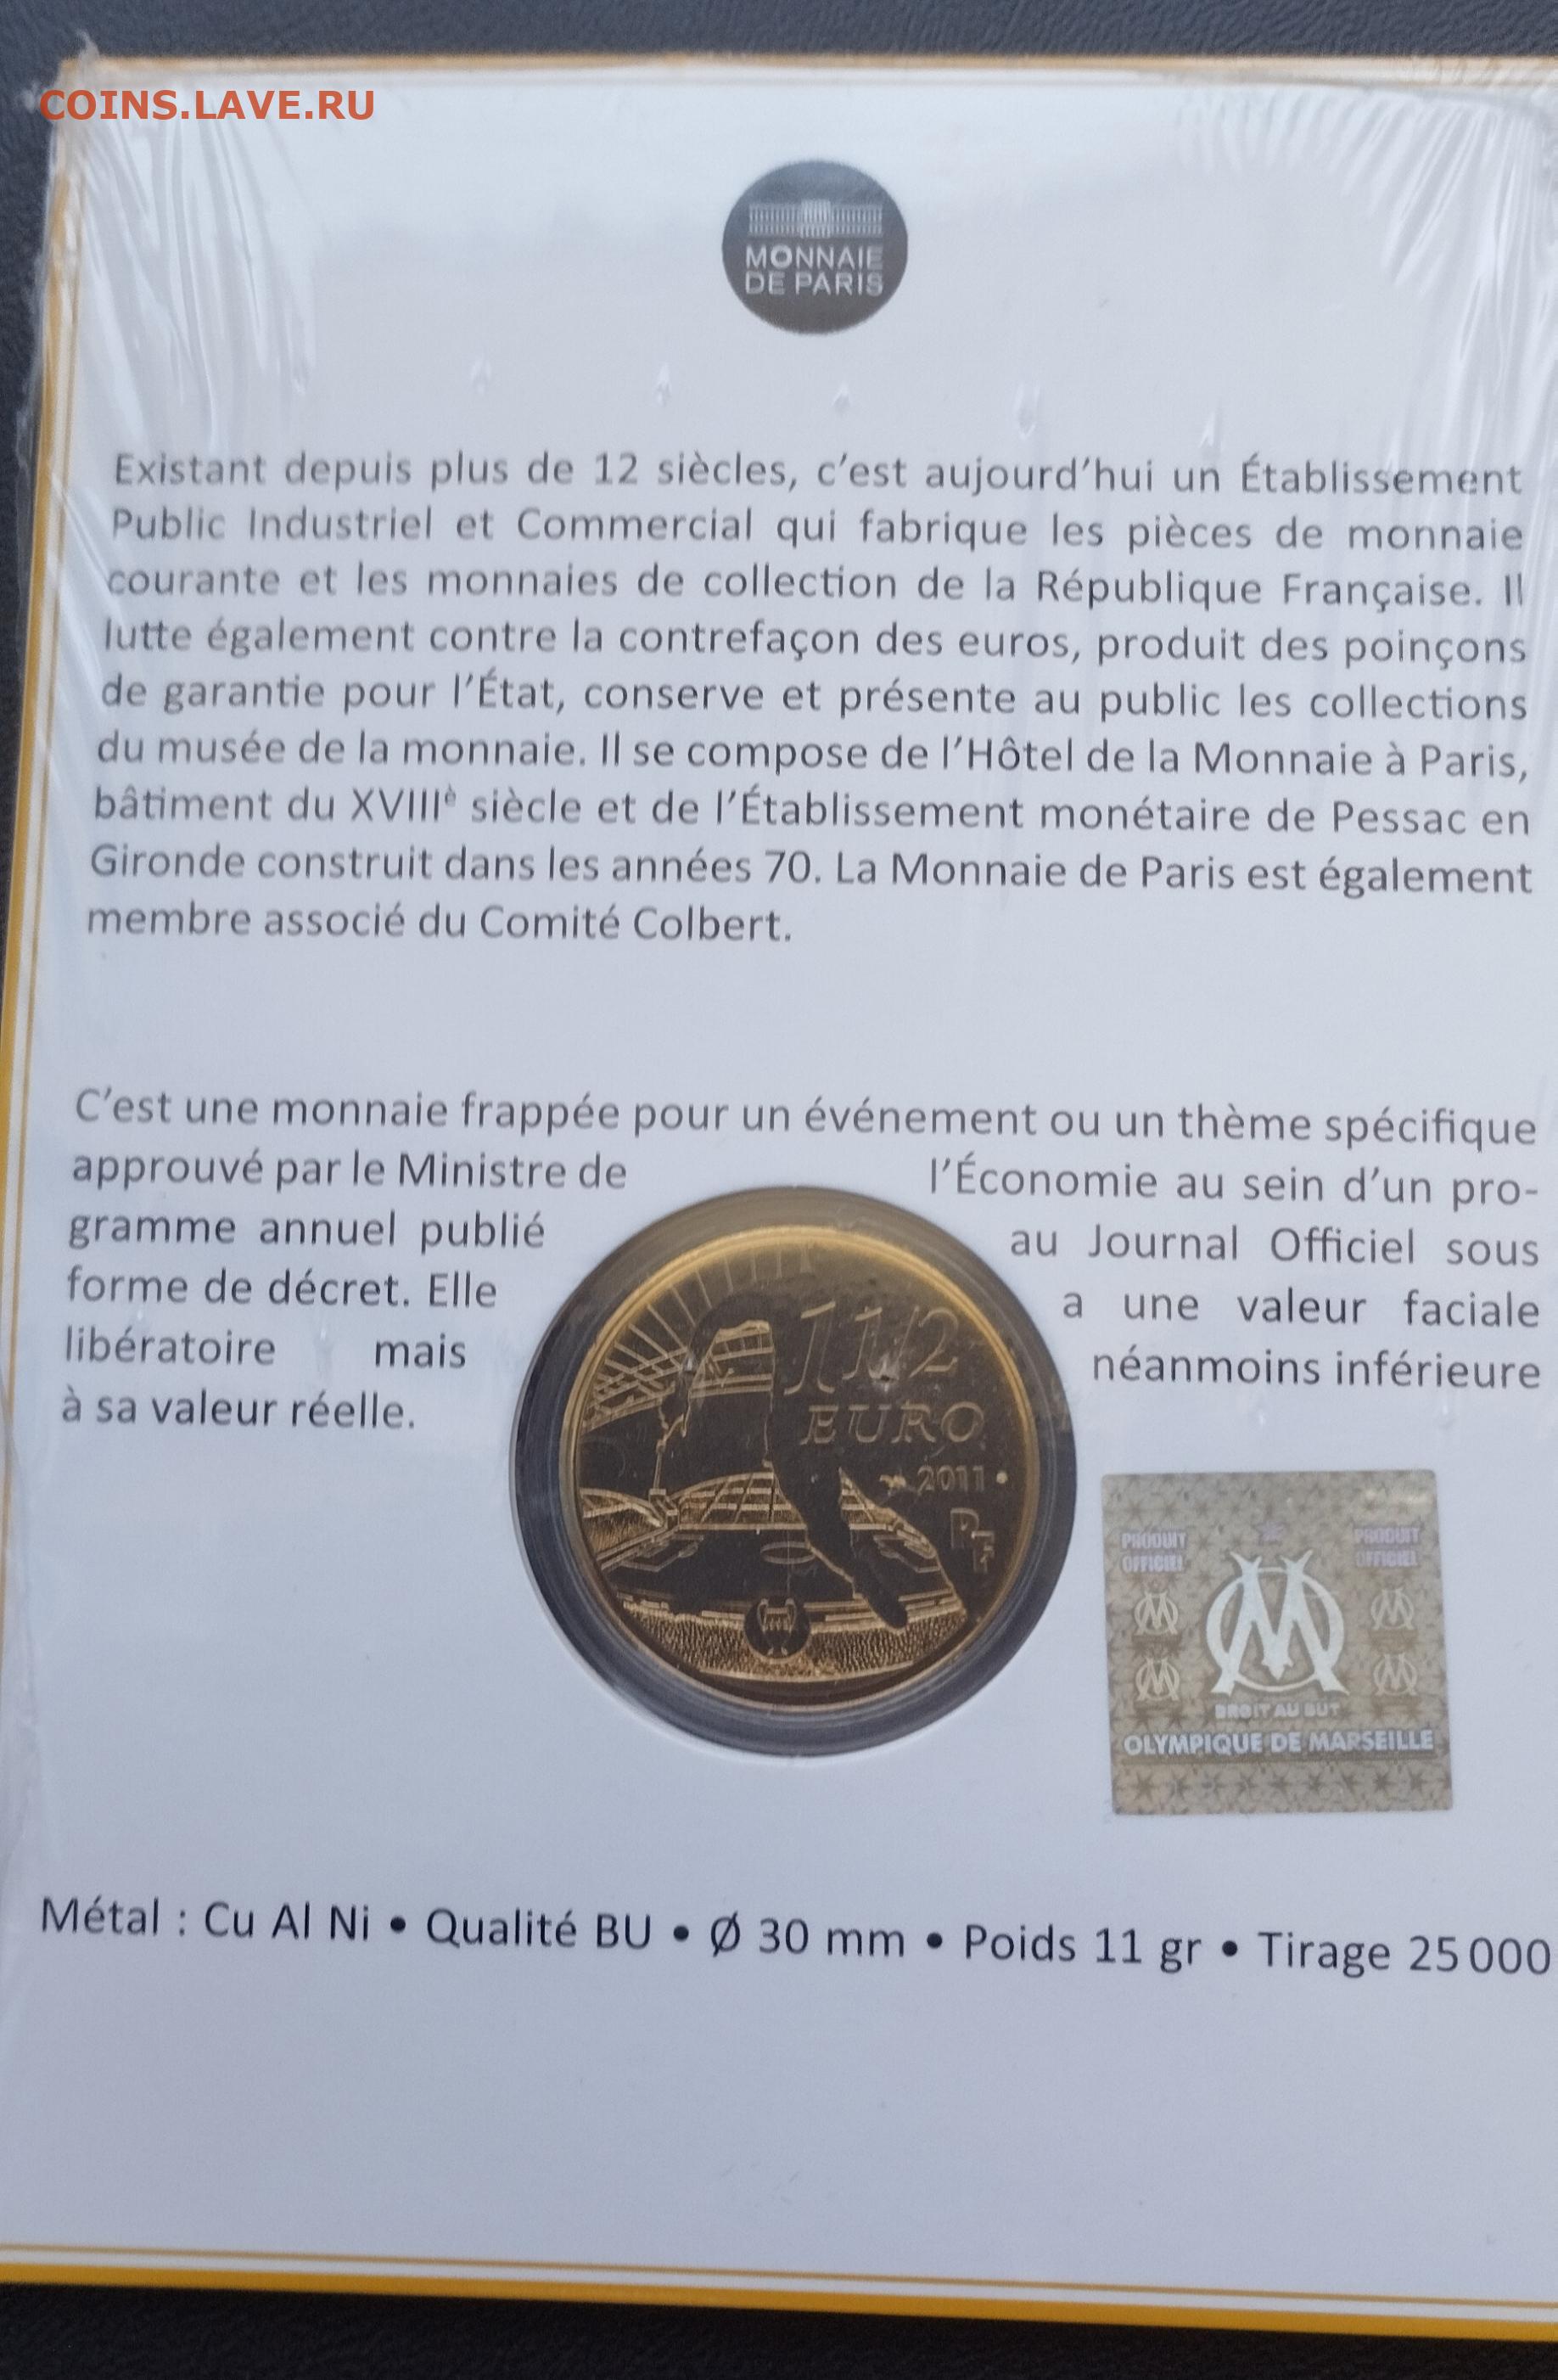 COINS.LAVE.RU
MONNAIE
DE PARIS
Existant depuis plus de 12 siècles, c'est aujourd'hui un Établissement
Public Industriel et Commercial qui fabrique les pièces de monnaie
courante et les monnaies de collection de la République Française. Il
lutte également contre la contrefaçon des euros, produit des poinçons
de garantie pour l'État, conserve et présente au public les collections
du musée de la monnaie. Il se compose de l'Hôtel de la Monnaie à Paris,
bâtiment du XVIIIè siècle et de l'Établissement monétaire de Pessac en
Gironde construit dans les années 70. La Monnaie de Paris est également
membre associé du Comité Colbert.
C'est une monnaie frappée pour un événement ou un thème spécifique
approuvé par le Ministre de l'Économie au sein d'un pro-
gramme annuel publié au Journal Officiel sous
forme de décret. Elle a une valeur faciale
libératoire mais néanmoins inférieure
à sa valeur réelle.
1 1/2
EURO
2011
RF
PRODUIT
OFFICIEL
PRODUIT
OFFICIEL
DROIT AU BUT
OLYMPIQUE DE MARSEILLE
Métal : Cu Al Ni • Qualité BU • Ø 30 mm • Poids 11 gr • Tirage 25 000